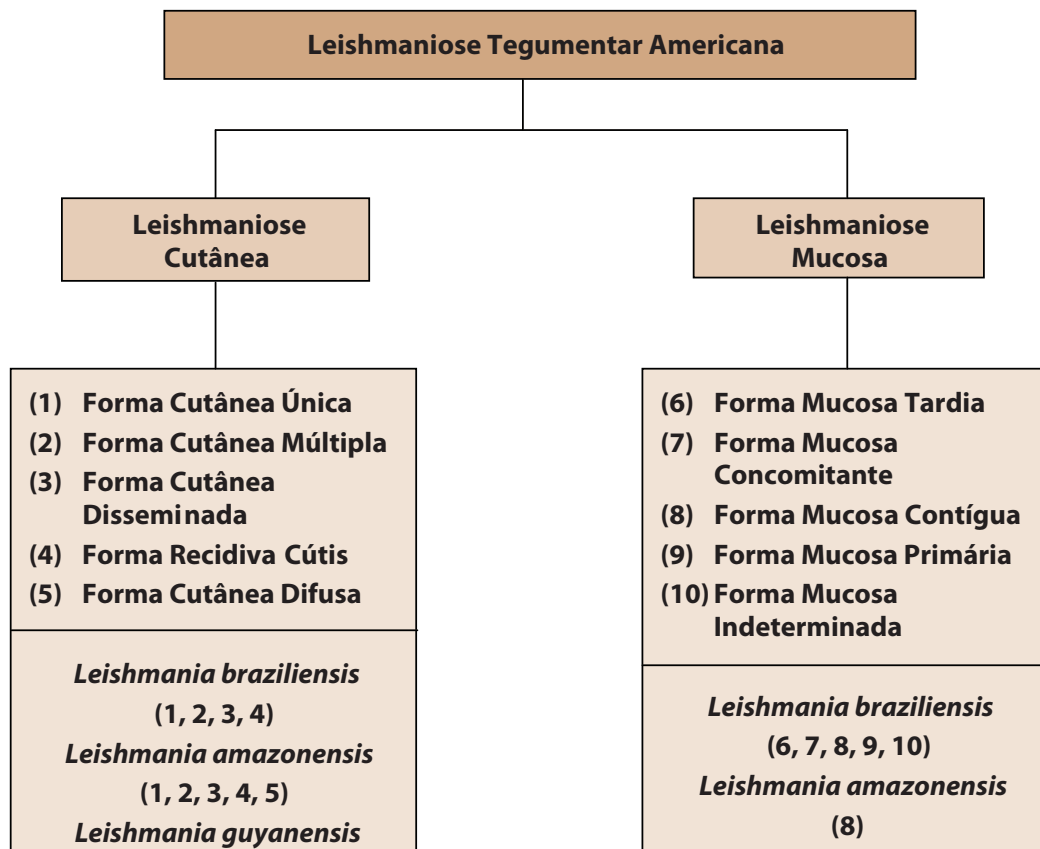 Leishmaniose Tegumentar Americana
Leishmaniose
Cutânea
(1) Forma Cutânea Única
(2) Forma Cutânea Múltipla
(3) Forma Cutânea
Disseminada
(4) Forma Recidiva Cútis
(5) Forma Cutânea Difusa
Leishmania braziliensis
(1, 2, 3, 4)
Leishmania amazonensis
(1, 2, 3, 4, 5)
Leishmania guyanensis
Leishmaniose
Mucosa
(6) Forma Mucosa Tardia
(7) Forma Mucosa
Concomitante
(8) Forma Mucosa Contígua
(9) Forma Mucosa Primária
(10) Forma Mucosa
Indeterminada
Leishmania braziliensis
(6, 7, 8, 9, 10)
Leishmania amazonensis
(8)